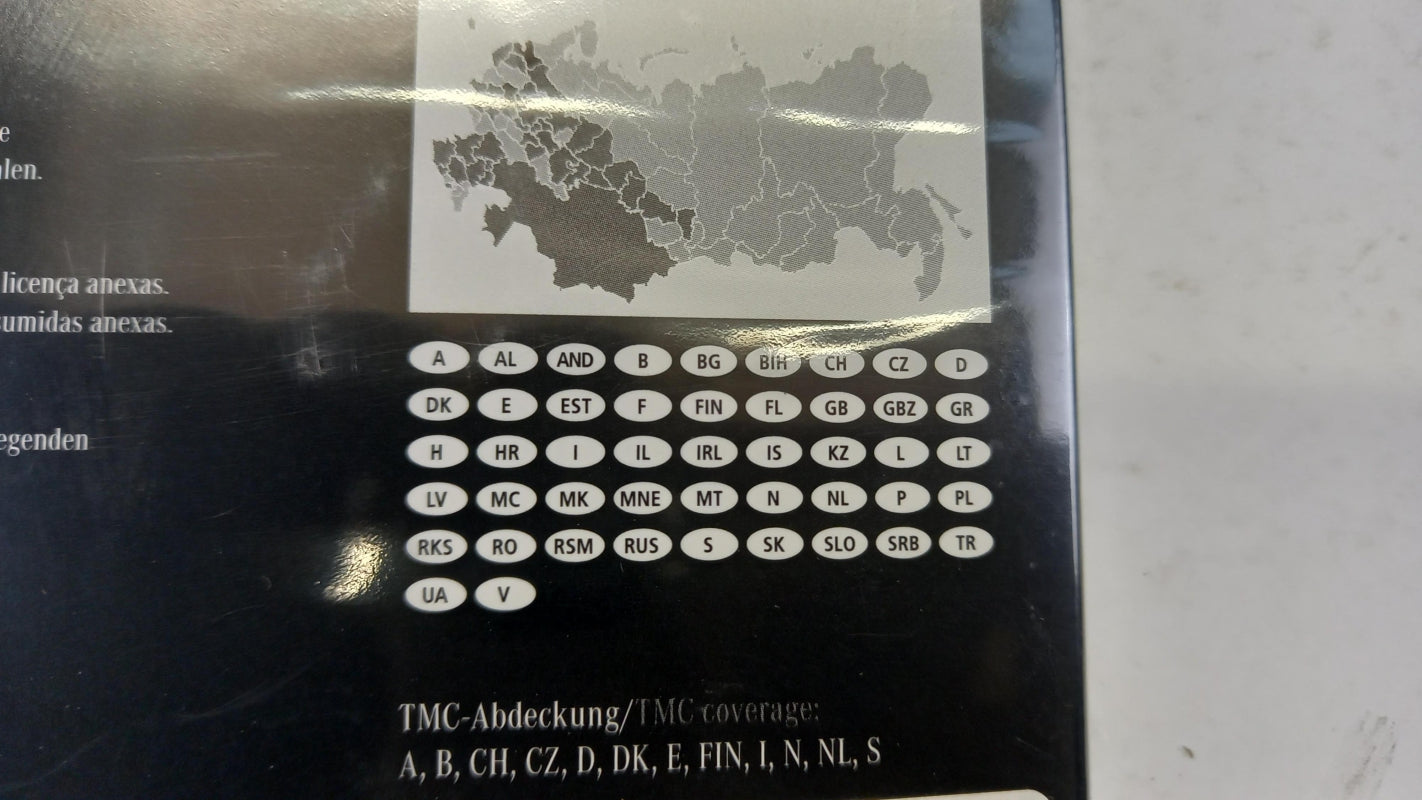 e
alen.
licença anexas.
sumidas anexas.
egenden
A AL AND B BG BIH CH CZ D
DK E EST F FIN FL GB GBZ GR
H HR I IL IRL IS KZ L LT
LV MC MK MNE MT N NL P PL
RKS RO RSM RUS S SK SLO SRB TR
UA V
TMC-Abdeckung/TMC coverage:
A, B, CH, CZ, D, DK, E, FIN, I, N, NL, S